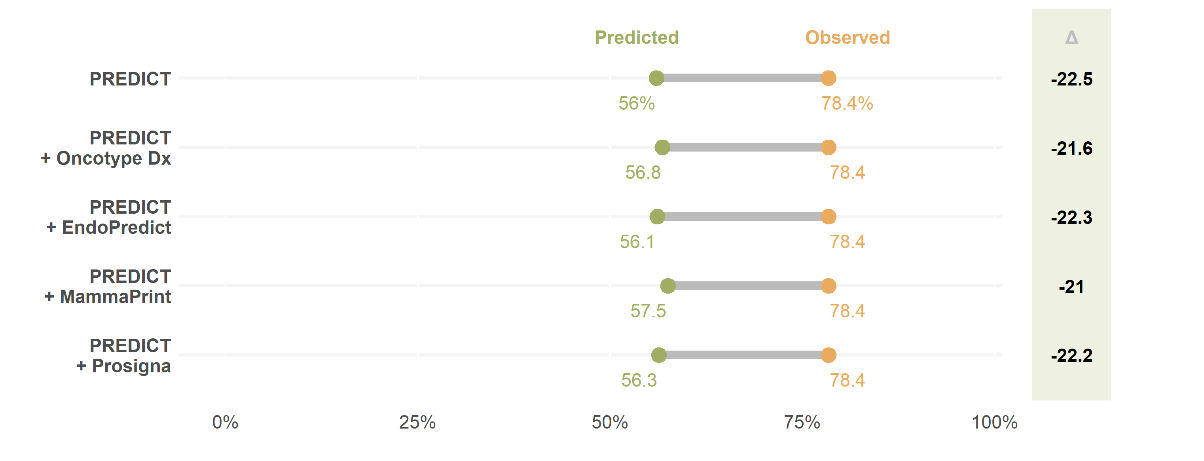 Predicted Observed Δ
PREDICT
56% 78.4% -22.5
PREDICT
+ Oncotype Dx
56.8 78.4 -21.6
PREDICT
+ EndoPredict
56.1 78.4 -22.3
PREDICT
+ MammaPrint
57.5 78.4 -21
PREDICT
+ Prosigna
56.3 78.4 -22.2
0% 25% 50% 75% 100%